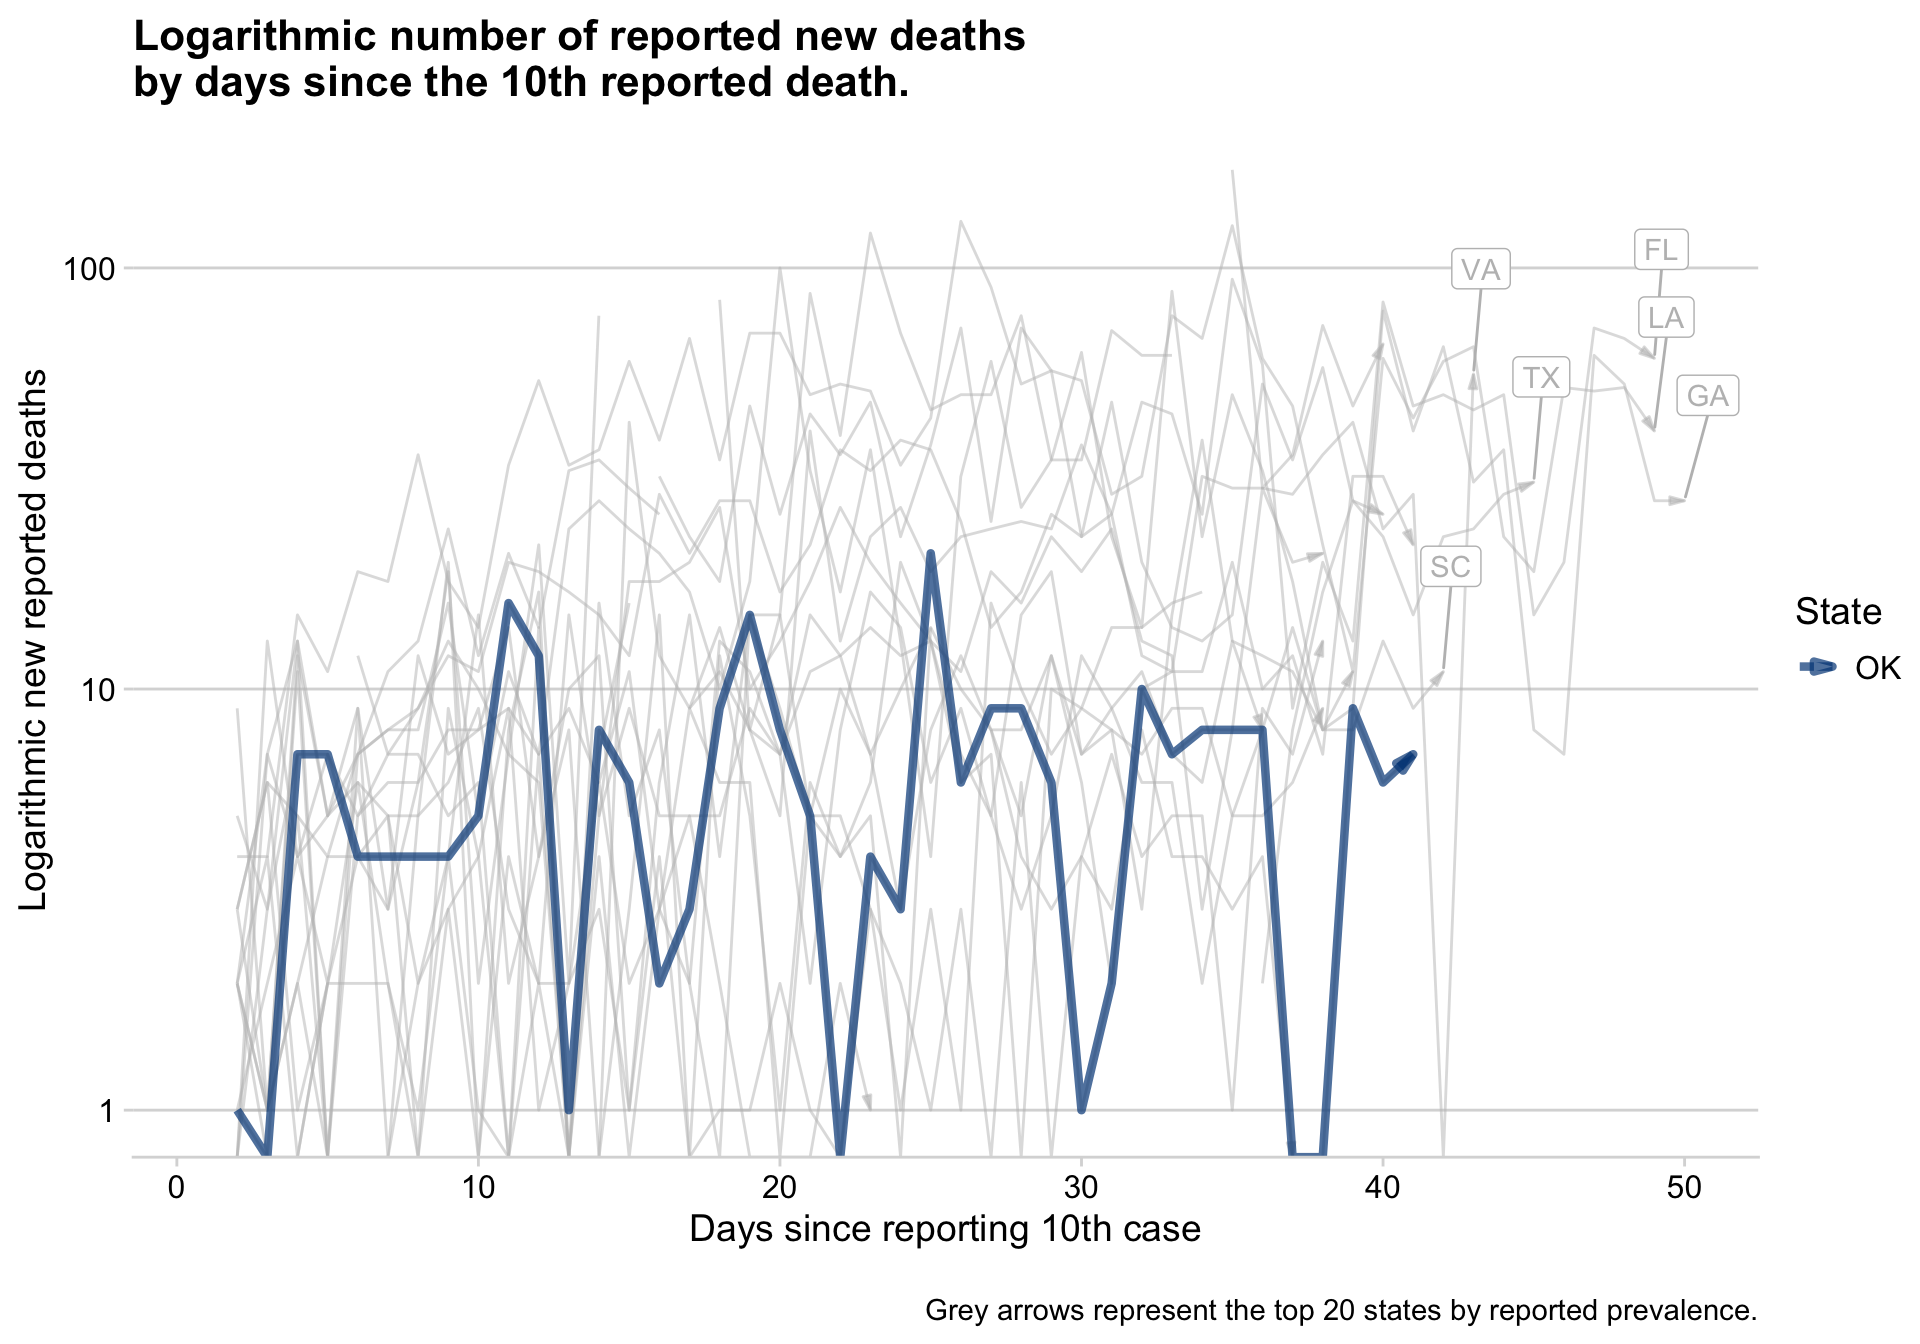 Logarithmic number of reported new deaths
by days since the 10th reported death.
Logarithmic new reported deaths
100
10
1
VA
FL
LA
TX
GA
SC
State
OK
0 10 20 30 40 50
Days since reporting 10th case
Grey arrows represent the top 20 states by reported prevalence.